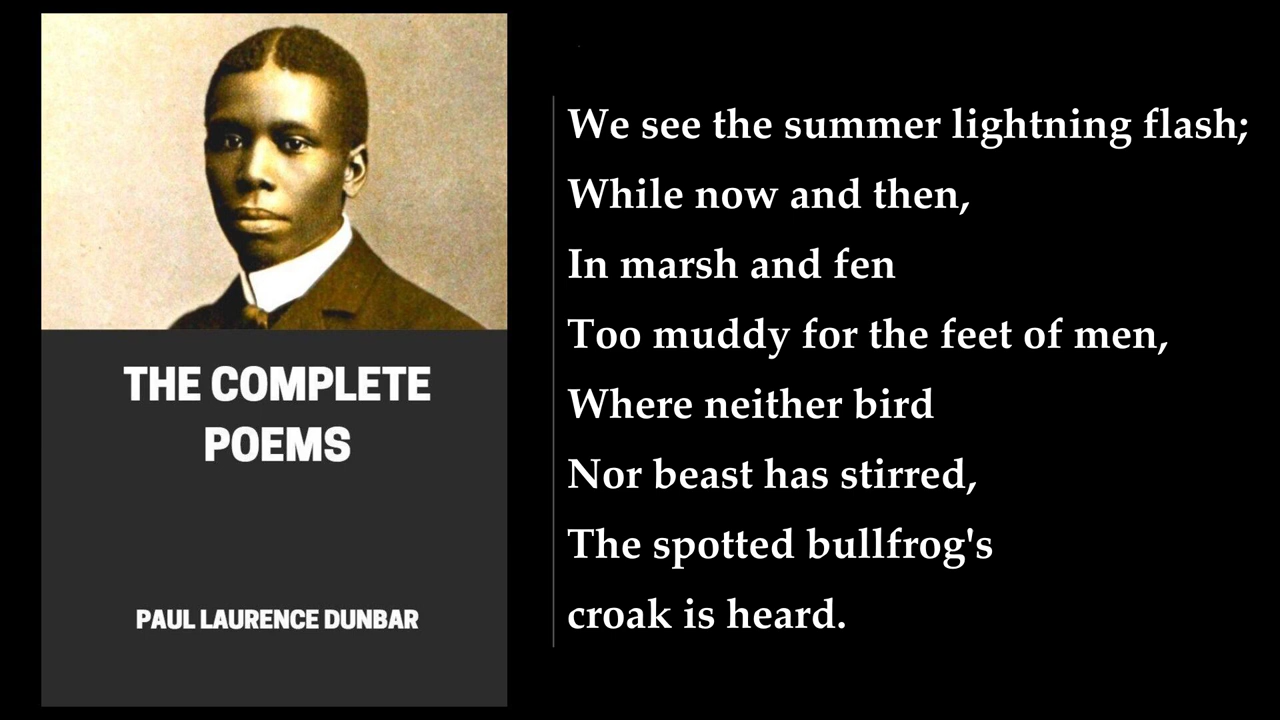 THE COMPLETE
POEMS
PAUL LAURENCE DUNBAR
We see the summer lightning flash;
While now and then,
In marsh and fen
Too muddy for the feet of men,
Where neither bird
Nor beast has stirred,
The spotted bullfrog's
croak is heard.